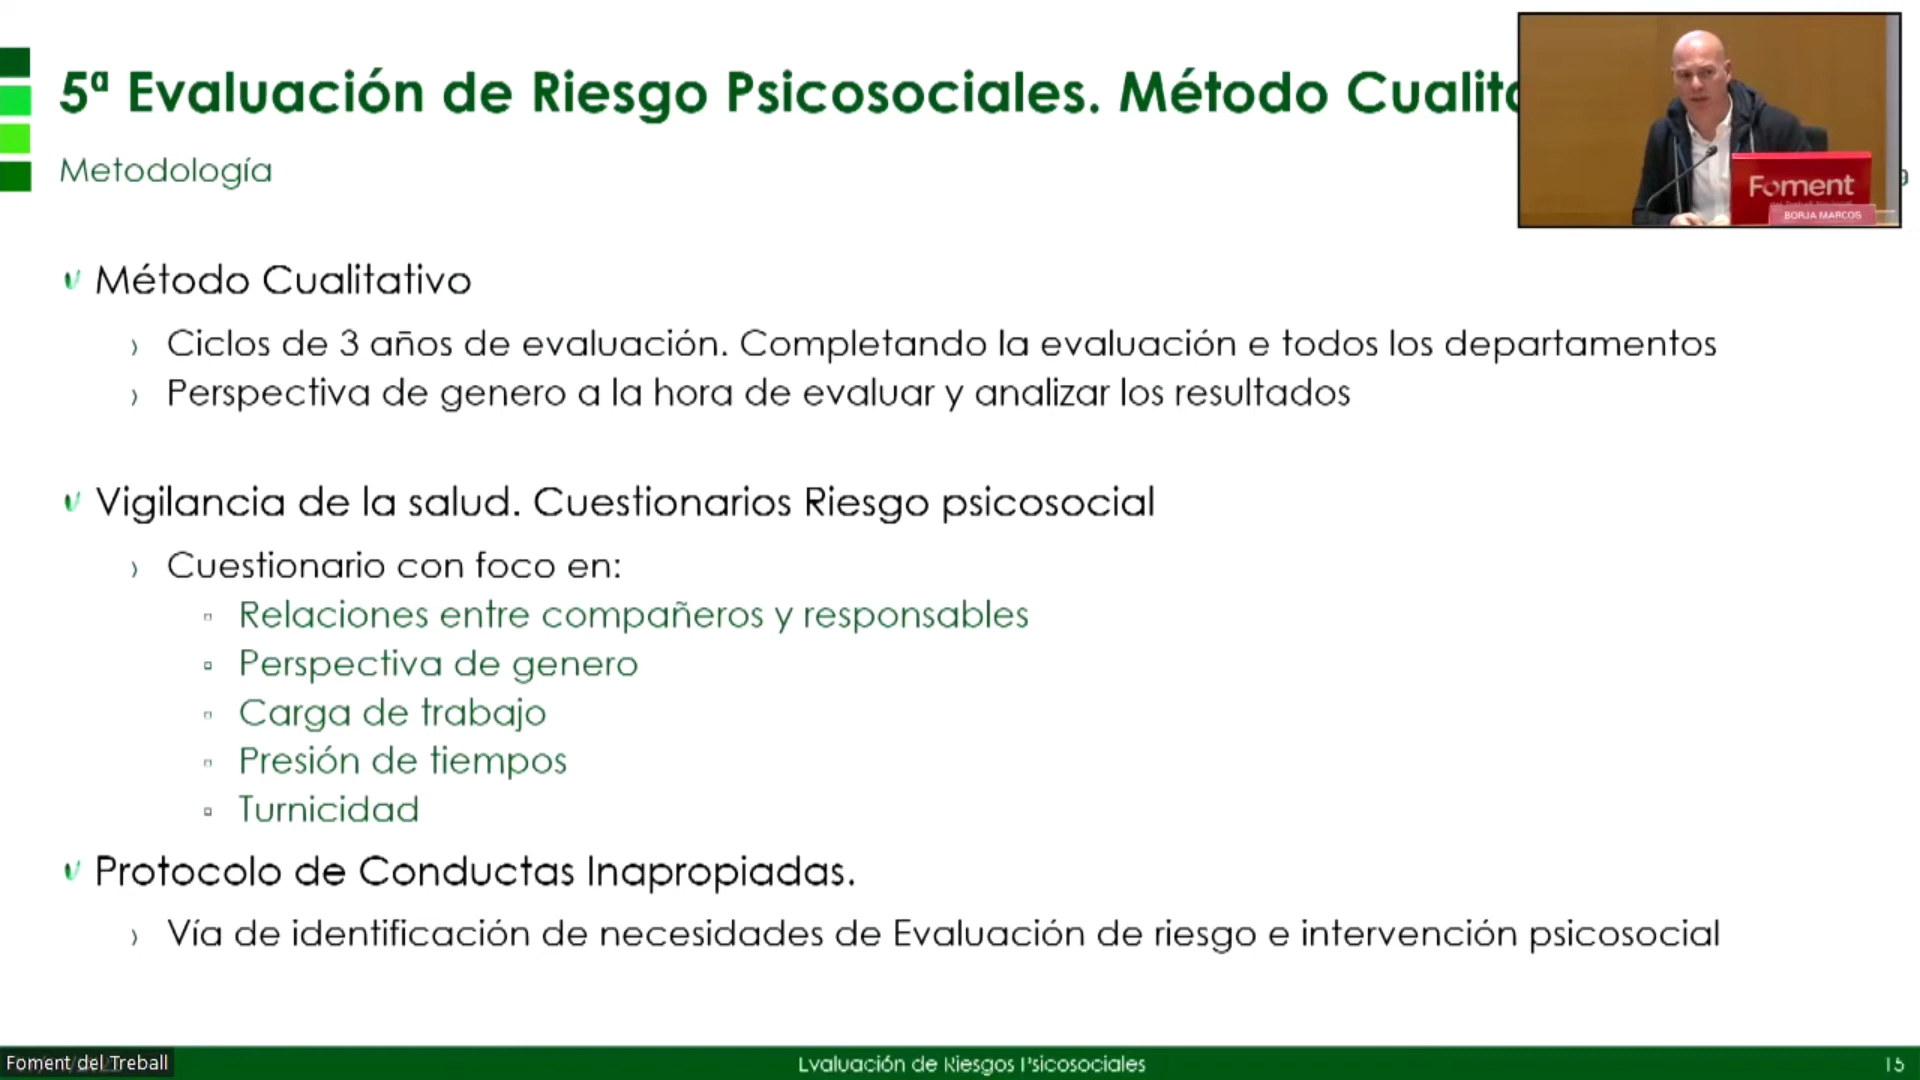 5ª Evaluación de Riesgo Psicosociales. Método Cualita
Metodología
Foment
BORJA MARCOS
Método Cualitativo
Ciclos de 3 años de evaluación. Completando la evaluación e todos los departamentos
Perspectiva de genero a la hora de evaluar y analizar los resultados
Vigilancia de la salud. Cuestionarios Riesgo psicosocial
Cuestionario con foco en:
Relaciones entre compañeros y responsables
Perspectiva de genero
Carga de trabajo
Presión de tiempos
Turnicidad
Protocolo de Conductas Inapropiadas.
Vía de identificación de necesidades de Evaluación de riesgo e intervención psicosocial
Foment del Treball
Evaluación de Riesgos Psicosociales
15